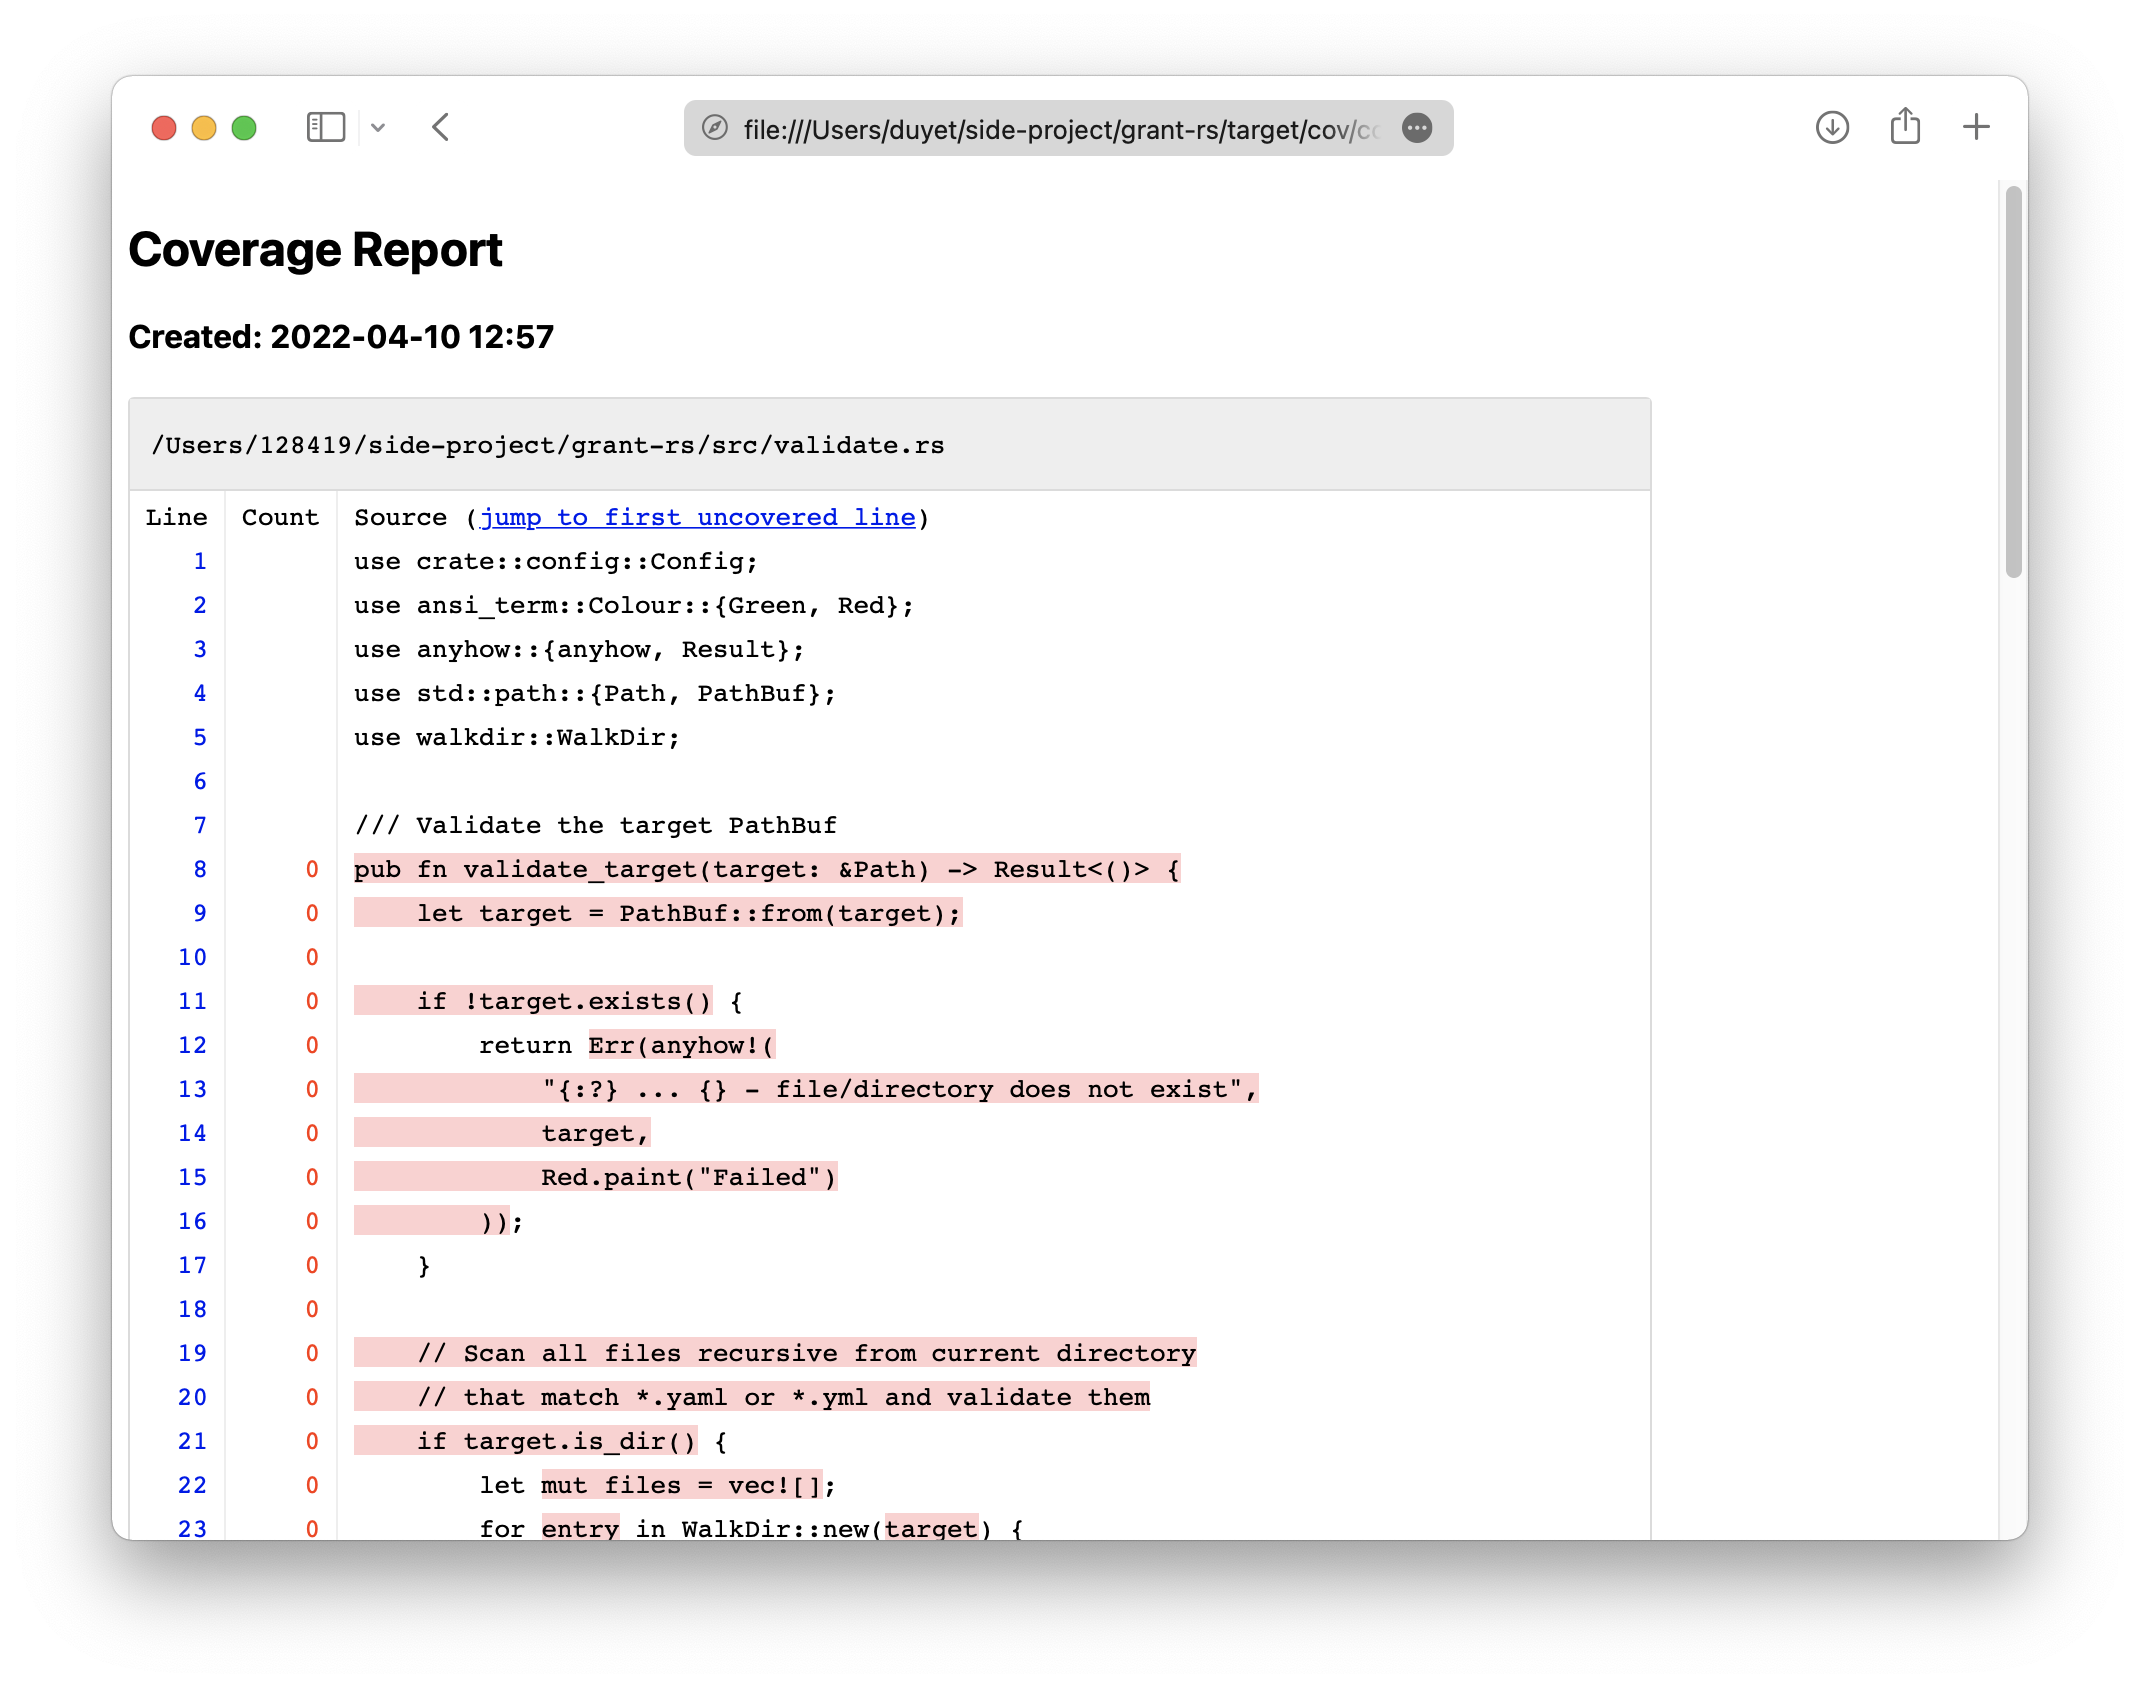 file:///Users/duyet/side-project/grant-rs/target/cov/co
Coverage Report
Created: 2022-04-10 12:57
/Users/128419/side-project/grant-rs/src/validate.rs
Line Count Source (jump to first uncovered line)
1 use crate::config::Config;
2 use ansi_term::Colour::{Green, Red};
3 use anyhow::{anyhow, Result};
4 use std::path::{Path, PathBuf};
5 use walkdir::WalkDir;
6
7 /// Validate the target PathBuf
8 0 pub fn validate_target(target: &Path) -> Result<()> {
9 0     let target = PathBuf::from(target);
10 0
11 0     if !target.exists() {
12 0         return Err(anyhow!(
13 0             "{:?} ... {} - file/directory does not exist",
14 0             target,
15 0             Red.paint("Failed")
16 0         ));
17 0     }
18 0
19 0     // Scan all files recursive from current directory
20 0     // that match *.yaml or *.yml and validate them
21 0     if target.is_dir() {
22 0         let mut files = vec![];
23 0         for entry in WalkDir::new(target) {